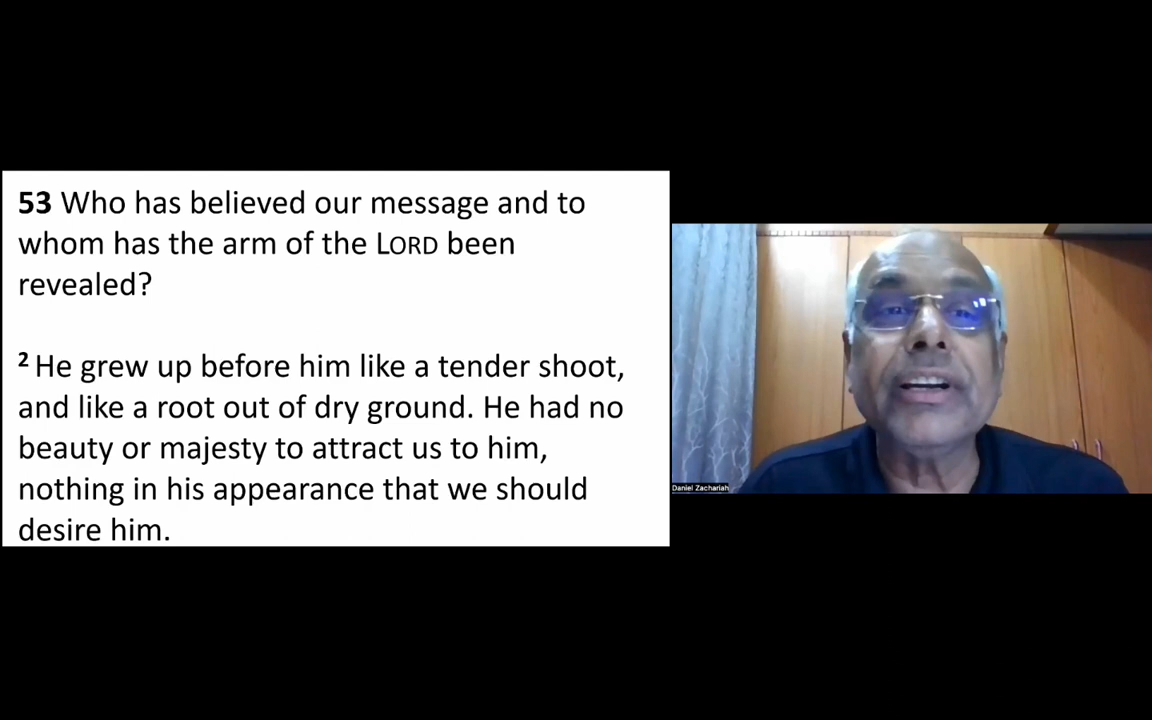 53 Who has believed our message and to
whom has the arm of the LORD been
revealed?
2 He grew up before him like a tender shoot,
and like a root out of dry ground. He had no
beauty or majesty to attract us to him,
nothing in his appearance that we should
desire him.
Daniel Zachariah